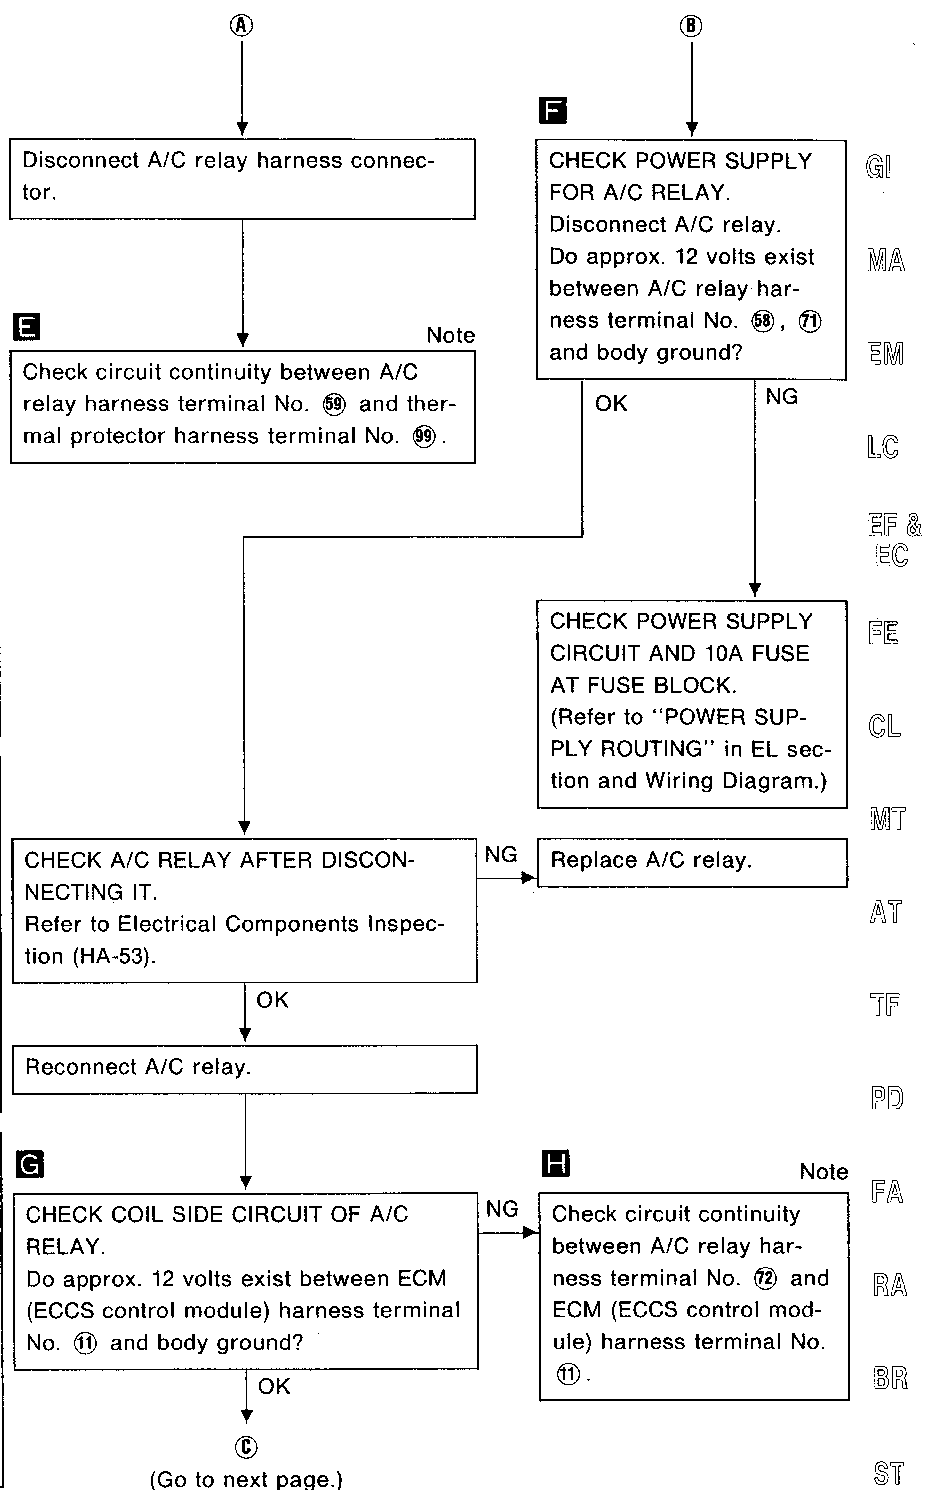 A
Disconnect A/C relay harness connec-
tor.
E
Note
Check circuit continuity between A/C
relay harness terminal No. 59 and ther-
mal protector harness terminal No. 99.
B
F
CHECK POWER SUPPLY
FOR A/C RELAY.
Disconnect A/C relay.
Do approx. 12 volts exist
between A/C relay har-
ness terminal No. 58, 71
and body ground?
OK
NG
CHECK POWER SUPPLY
CIRCUIT AND 10A FUSE
AT FUSE BLOCK.
(Refer to "POWER SUP-
PLY ROUTING" in EL sec-
tion and Wiring Diagram.)
CHECK A/C RELAY AFTER DISCON-
NECTING IT.
Refer to Electrical Components Inspec-
tion (HA-53).
NG
Replace A/C relay.
OK
Reconnect A/C relay.
G
CHECK COIL SIDE CIRCUIT OF A/C
RELAY.
Do approx. 12 volts exist between ECM
(ECCS control module) harness terminal
No. 11 and body ground?
NG
H
Note
Check circuit continuity
between A/C relay har-
ness terminal No. 72 and
ECM (ECCS control mod-
ule) harness terminal No.
11.
OK
C
(Go to next page.)
GI
MA
EM
LC
EF &
EC
FE
CL
MT
AT
TF
PD
FA
RA
BR
ST